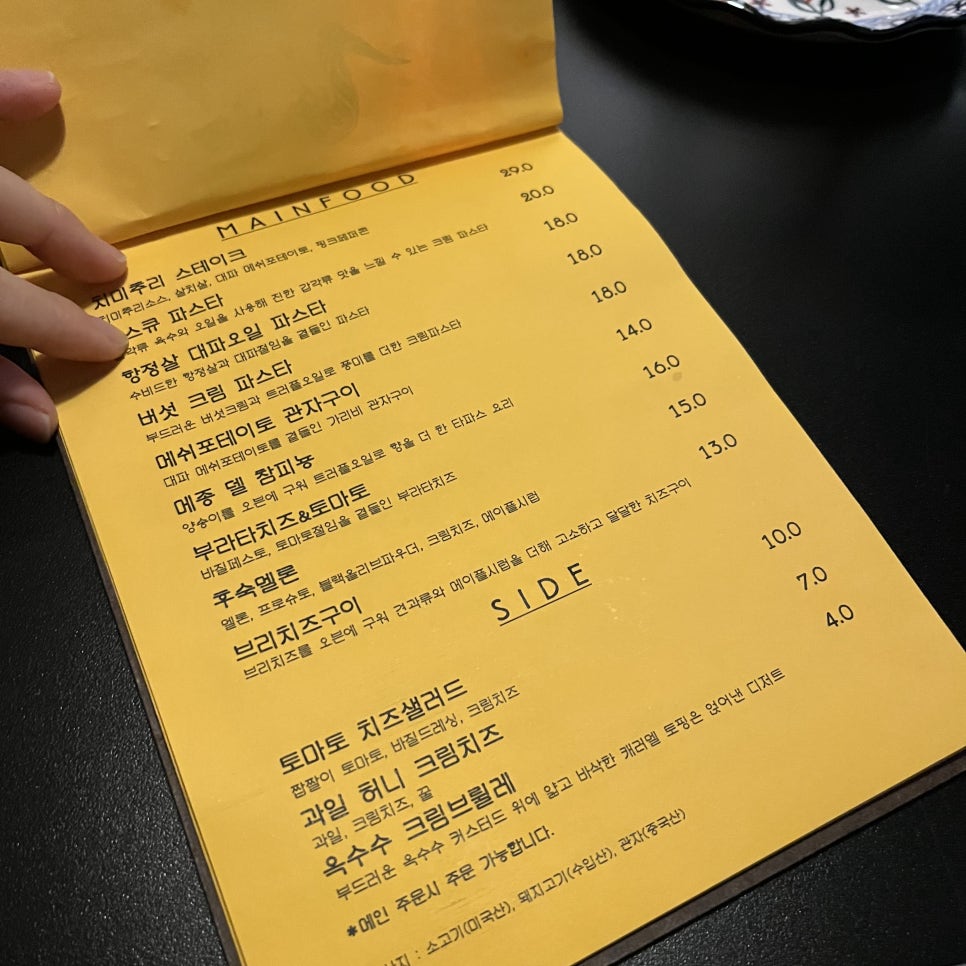 MAINFOOD
치미추리 스테이크 29.0
치미추리소스, 살치살, 대파 메쉬포테이토, 핑크페퍼콘
스큐 파스타 20.0
각류 육수와 오일을 사용해 진한 갑각류 맛을 느낄 수 있는 크림 파스타
항정살 대파오일 파스타 18.0
수비드한 항정살과 대파절임을 곁들인 파스타
버섯 크림 파스타 18.0
부드러운 버섯크림과 트러플오일로 풍미를 더한 크림파스타
메쉬포테이토 관자구이 18.0
대파 메쉬포테이토를 곁들인 가리비 관자구이
메종 델 참피뇽 14.0
양송이를 오븐에 구워 트러플오일로 향을 더 한 타파스 요리
부라타치즈&토마토 16.0
바질페스토, 토마토절임을 곁들인 부라타치즈
후숙멜론 15.0
멜론, 프로슈토, 블랙올리브파우더, 크림치즈, 메이플시럽
브리치즈구이 13.0
브리치즈를 오븐에 구워 견과류와 메이플시럽을 더해 고소하고 달달한 치즈구이
SIDE
토마토 치즈샐러드 10.0
짭짤이 토마토, 바질드레싱, 크림치즈
과일 허니 크림치즈 7.0
과일, 크림치즈, 꿀
옥수수 크림브륄레 4.0
부드러운 옥수수 커스터드 위에 얇고 바삭한 캐러멜 토핑은 얹어낸 디저트
*메인 주문시 주문 가능합니다.
산지 : 소고기(미국산), 돼지고기(수입산), 관자(중국산)